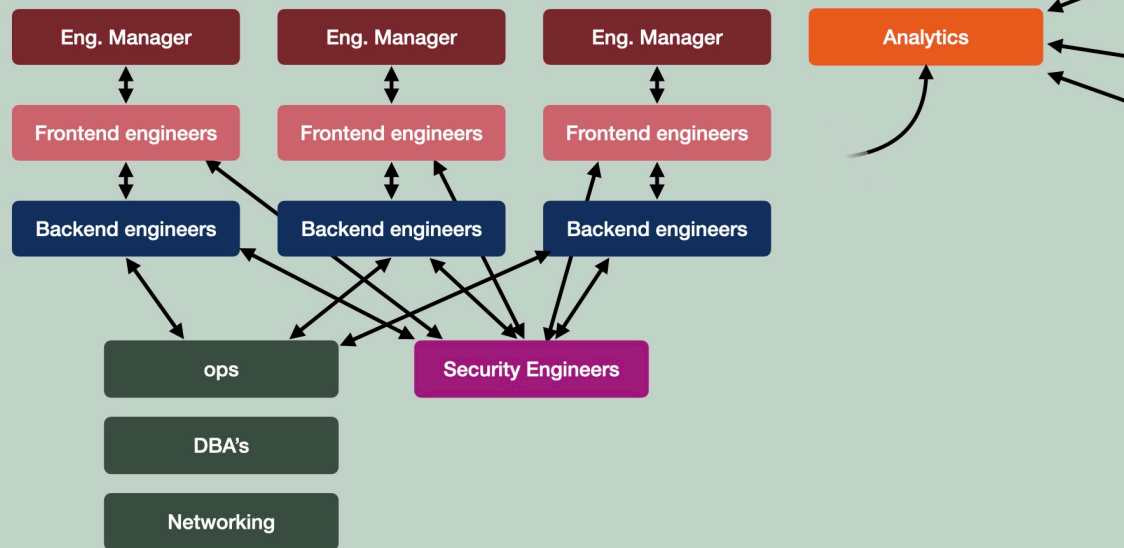 Eng. Manager
Eng. Manager
Eng. Manager
Analytics
Frontend engineers
Frontend engineers
Frontend engineers
Backend engineers
Backend engineers
Backend engineers
ops
Security Engineers
DBA's
Networking